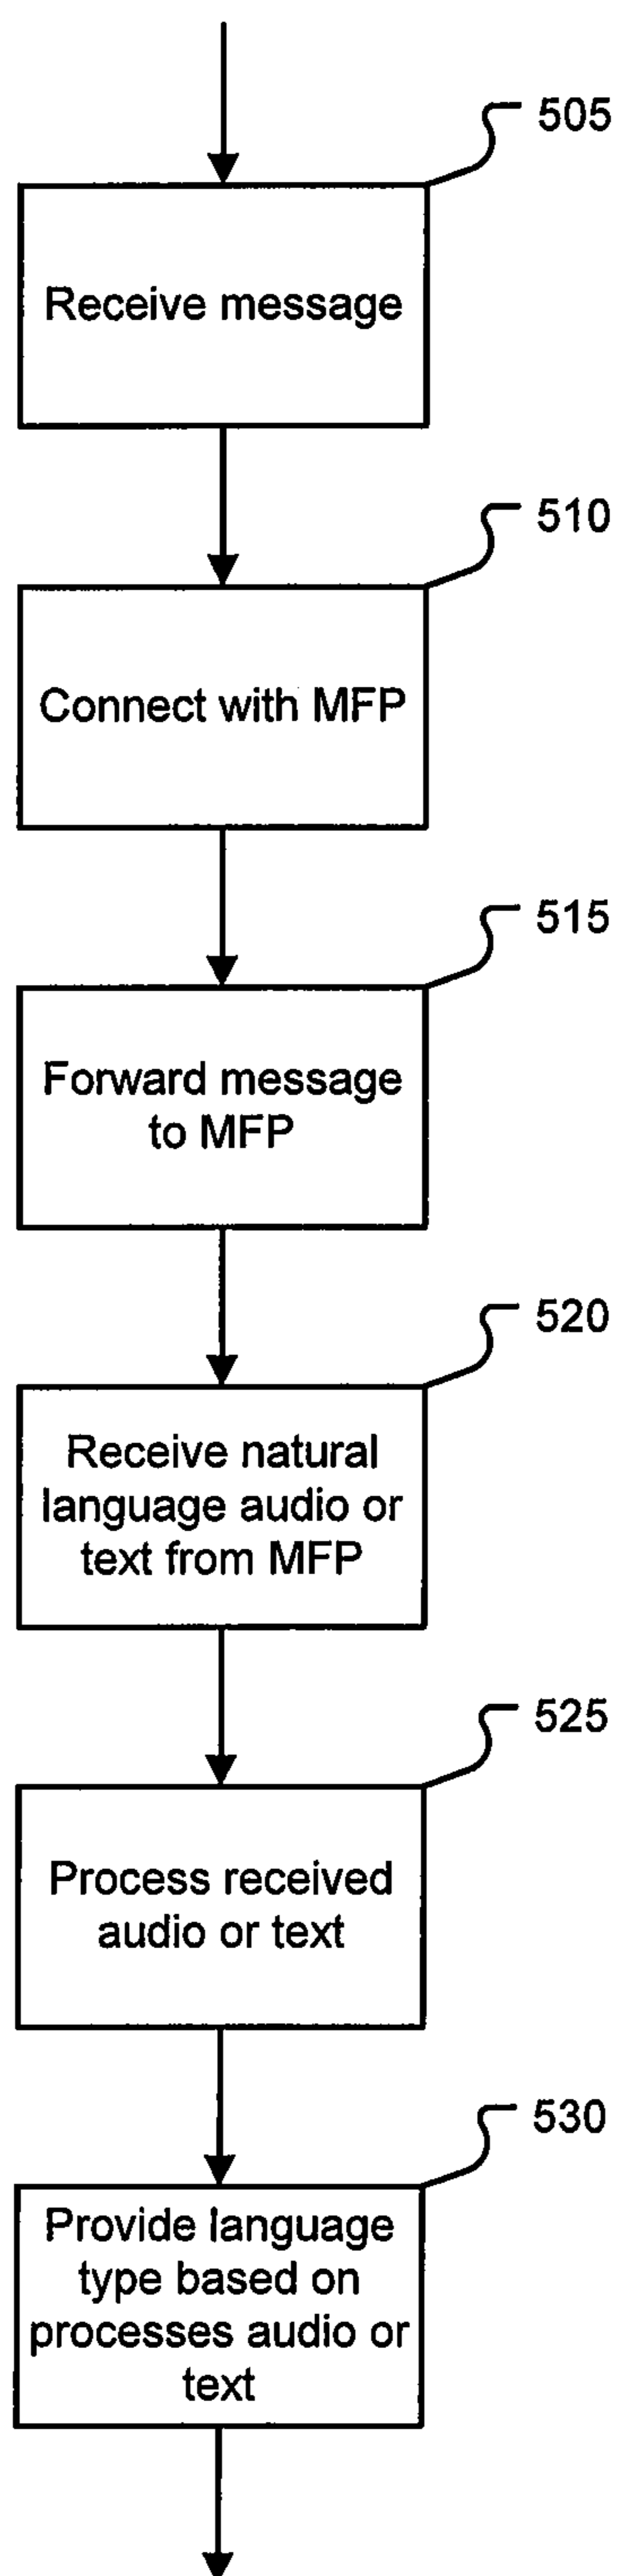 505
Receive message
510
Connect with MFP
515
Forward message
to MFP
520
Receive natural
language audio or
text from MFP
525
Process received
audio or text
530
Provide language
type based on
processes audio or
text